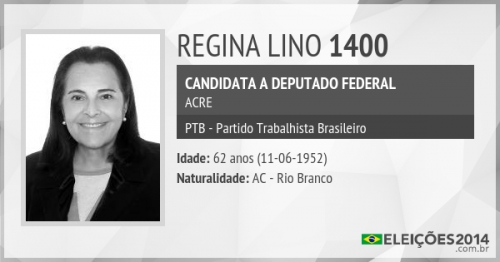 REGINA LINO 1400
CANDIDATA A DEPUTADO FEDERAL
ACRE
PTB - Partido Trabalhista Brasileiro
Idade: 62 anos (11-06-1952)
Naturalidade: AC - Rio Branco
ELEIÇÕES2014
.com.br